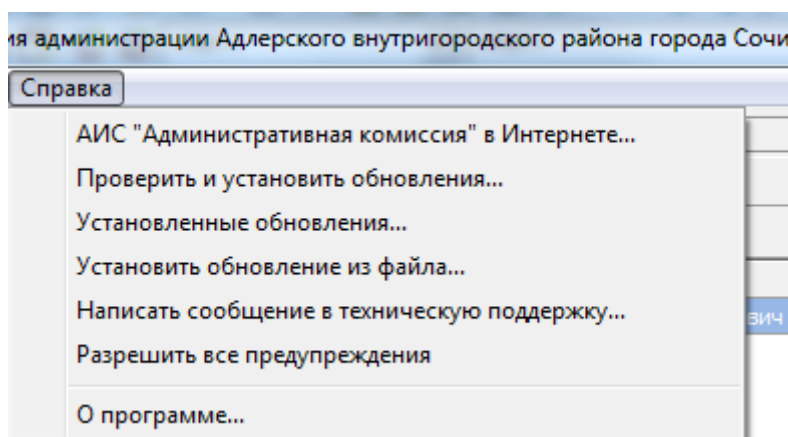 администрации Адлерского внутригородского района города Сочи
Справка
АИС "Административная комиссия" в Интернете...
Проверить и установить обновления...
Установленные обновления...
Установить обновление из файла...
Написать сообщение в техническую поддержку...
Разрешить все предупреждения
О программе...